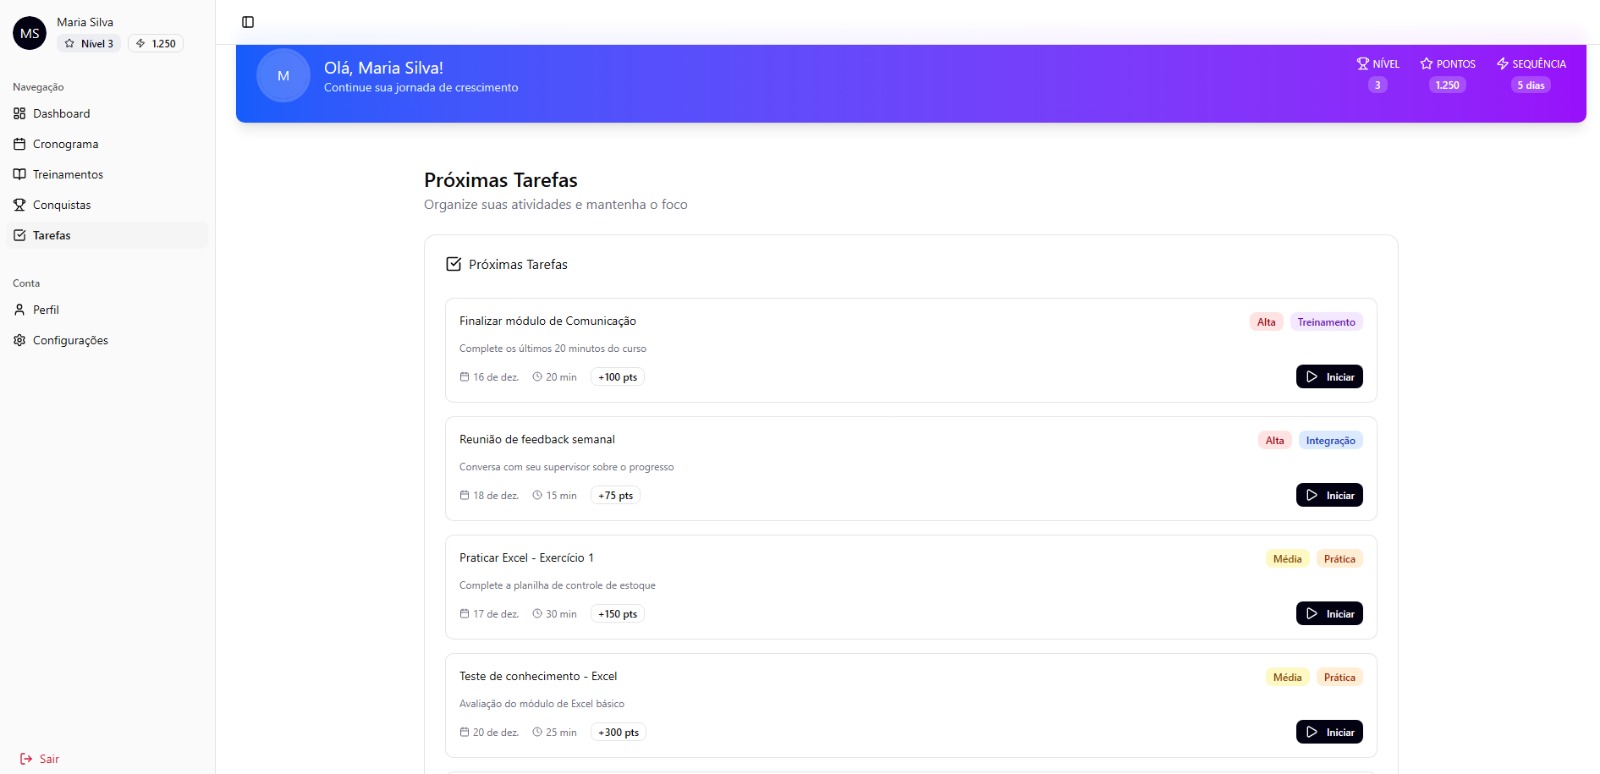 MS
Maria Silva
Nível 3
1.250
Navegação
Dashboard
Cronograma
Treinamentos
Conquistas
Tarefas
Conta
Perfil
Configurações
Sair
M
Olá, Maria Silva!
Continue sua jornada de crescimento
NÍVEL
3
PONTOS
1.250
SEQUÊNCIA
5 dias
Próximas Tarefas
Organize suas atividades e mantenha o foco
Próximas Tarefas
Finalizar módulo de Comunicação
Alta
Treinamento
Complete os últimos 20 minutos do curso
16 de dez. 20 min +100 pts
Iniciar
Reunião de feedback semanal
Alta
Integração
Conversa com seu supervisor sobre o progresso
18 de dez. 15 min +75 pts
Iniciar
Praticar Excel - Exercício 1
Média
Prática
Complete a planilha de controle de estoque
17 de dez. 30 min +150 pts
Iniciar
Teste de conhecimento - Excel
Média
Prática
Avaliação do módulo de Excel básico
20 de dez. 25 min +300 pts
Iniciar